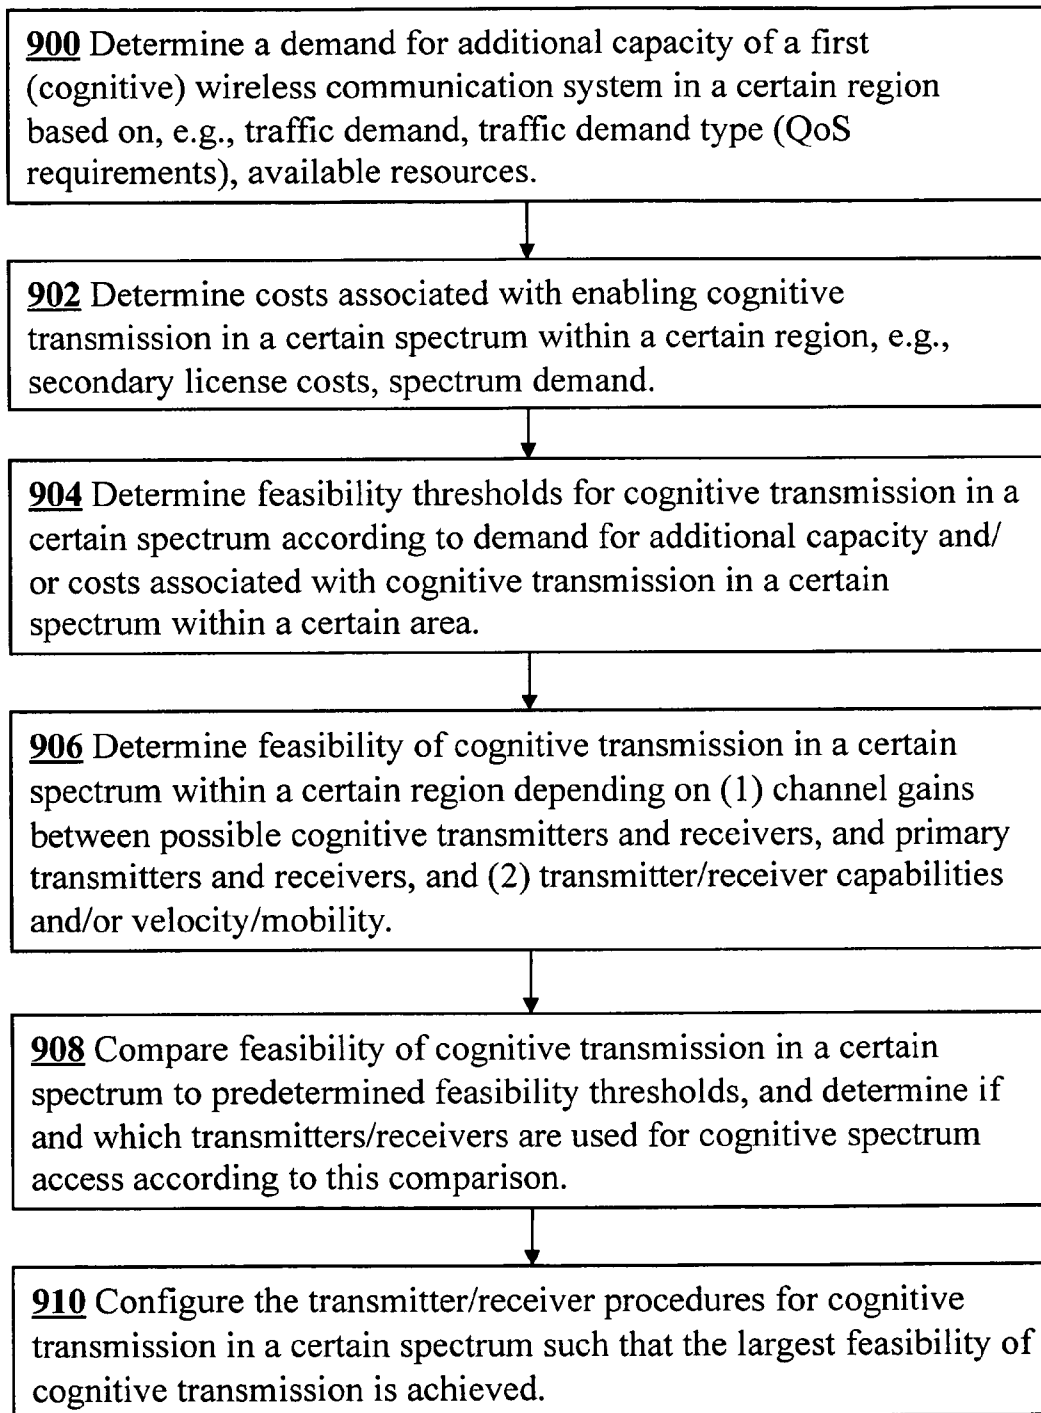 900 Determine a demand for additional capacity of a first
(cognitive) wireless communication system in a certain region
based on, e.g., traffic demand, traffic demand type (QoS
requirements), available resources.
902 Determine costs associated with enabling cognitive
transmission in a certain spectrum within a certain region, e.g.,
secondary license costs, spectrum demand.
904 Determine feasibility thresholds for cognitive transmission in a
certain spectrum according to demand for additional capacity and/
or costs associated with cognitive transmission in a certain
spectrum within a certain area.
906 Determine feasibility of cognitive transmission in a certain
spectrum within a certain region depending on (1) channel gains
between possible cognitive transmitters and receivers, and primary
transmitters and receivers, and (2) transmitter/receiver capabilities
and/or velocity/mobility.
908 Compare feasibility of cognitive transmission in a certain
spectrum to predetermined feasibility thresholds, and determine if
and which transmitters/receivers are used for cognitive spectrum
access according to this comparison.
910 Configure the transmitter/receiver procedures for cognitive
transmission in a certain spectrum such that the largest feasibility of
cognitive transmission is achieved.